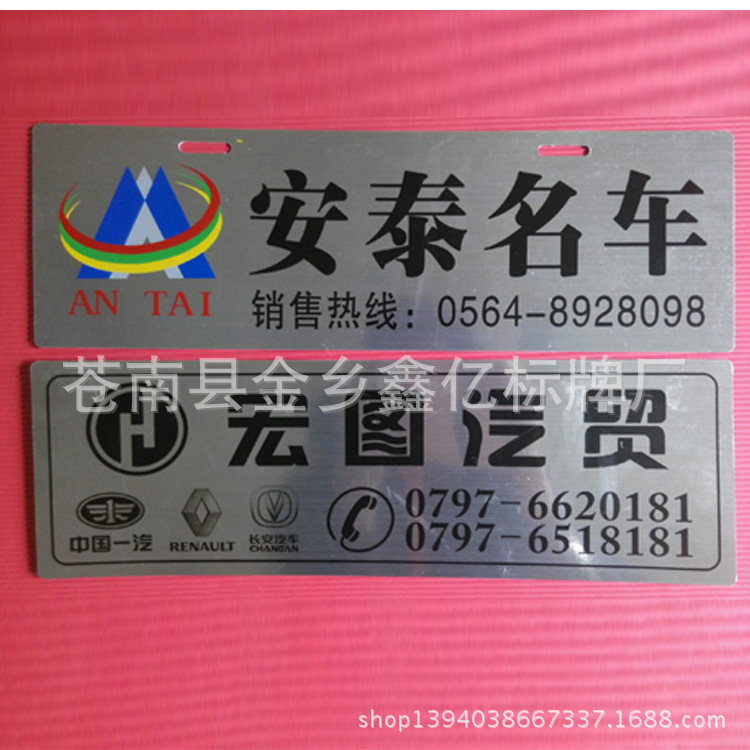 安泰名车
AN TAI
销售热线：0564-8928098
苍南县金乡鑫亿标牌厂
宏图汽贸
中国一汽
RENAULT
长安汽车
CHANGAN
0797-6620181
0797-6518181
shop1394038667337.1688.com